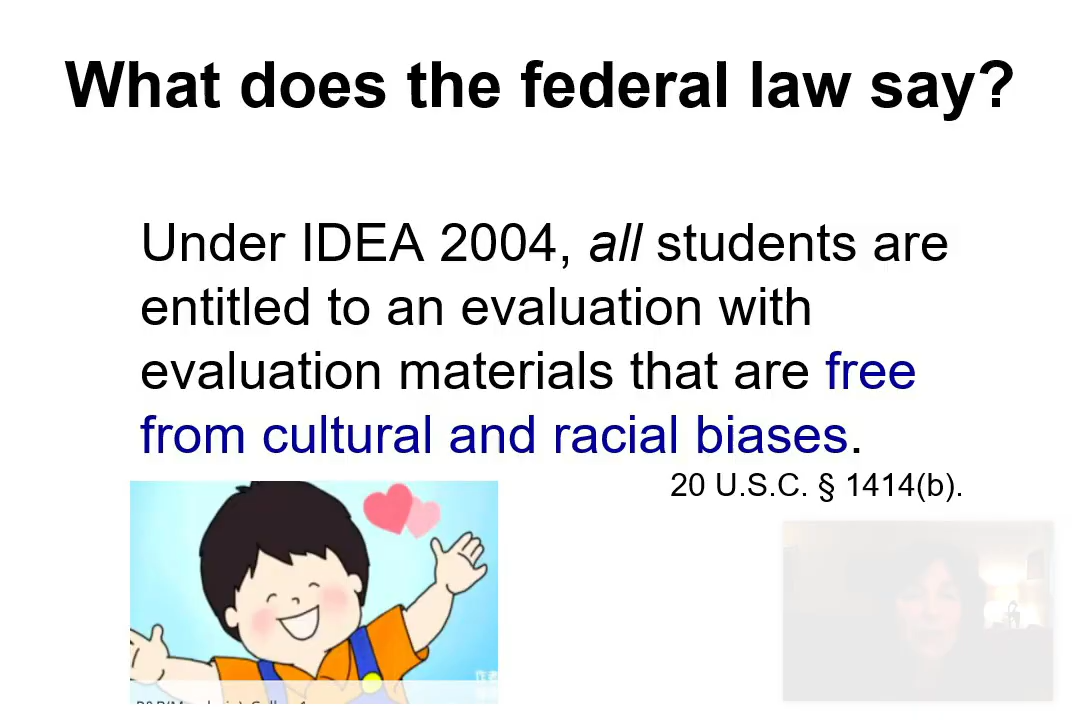 What does the federal law say?
Under IDEA 2004, all students are
entitled to an evaluation with
evaluation materials that are free
from cultural and racial biases.
20 U.S.C. § 1414(b).